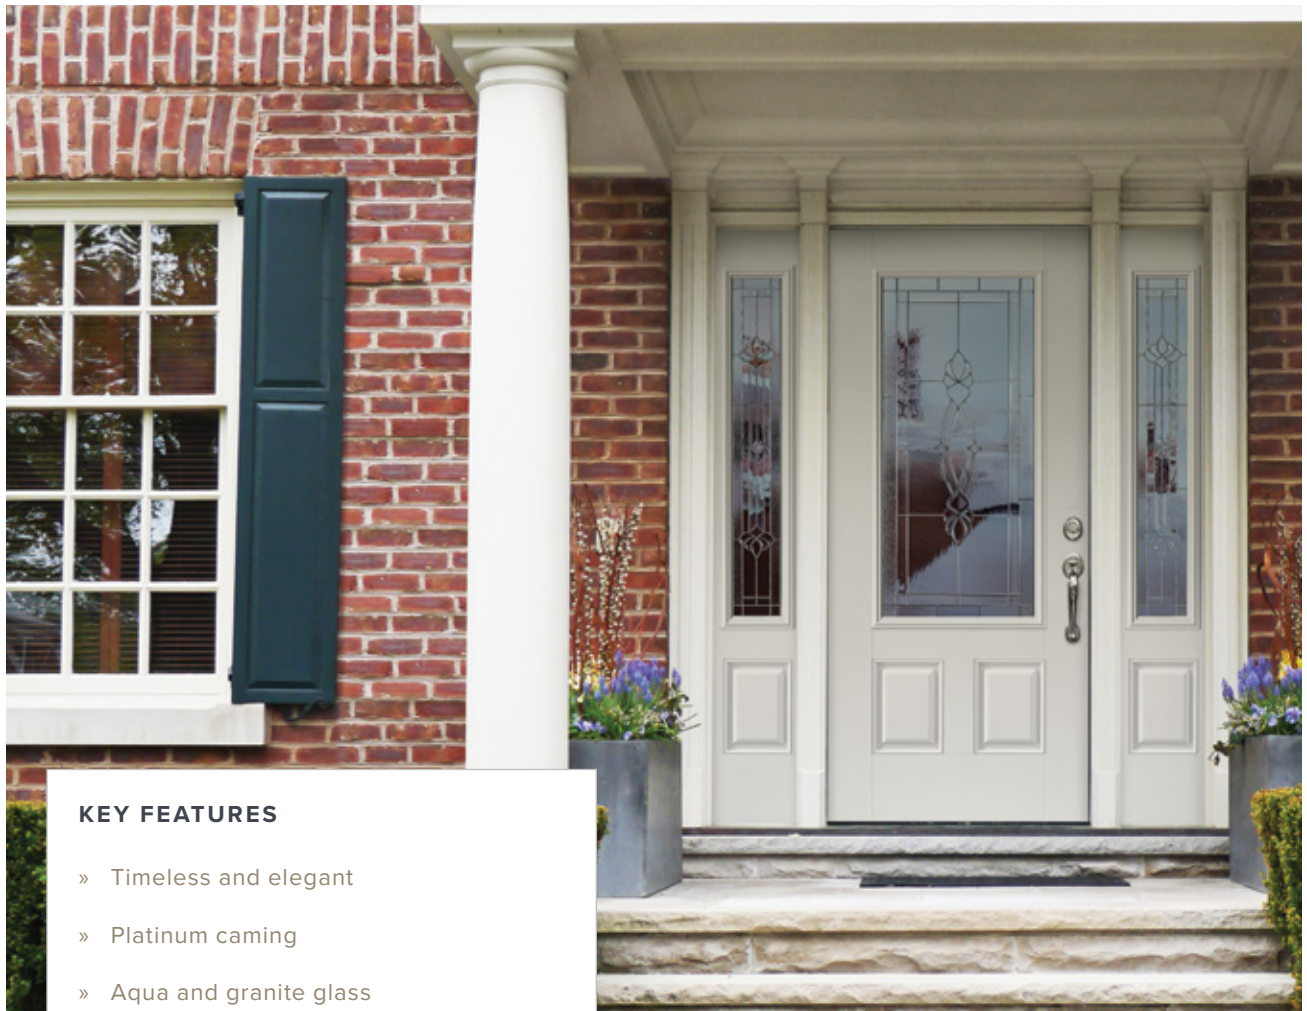 KEY FEATURES
» Timeless and elegant
» Platinum caming
» Aqua and granite glass